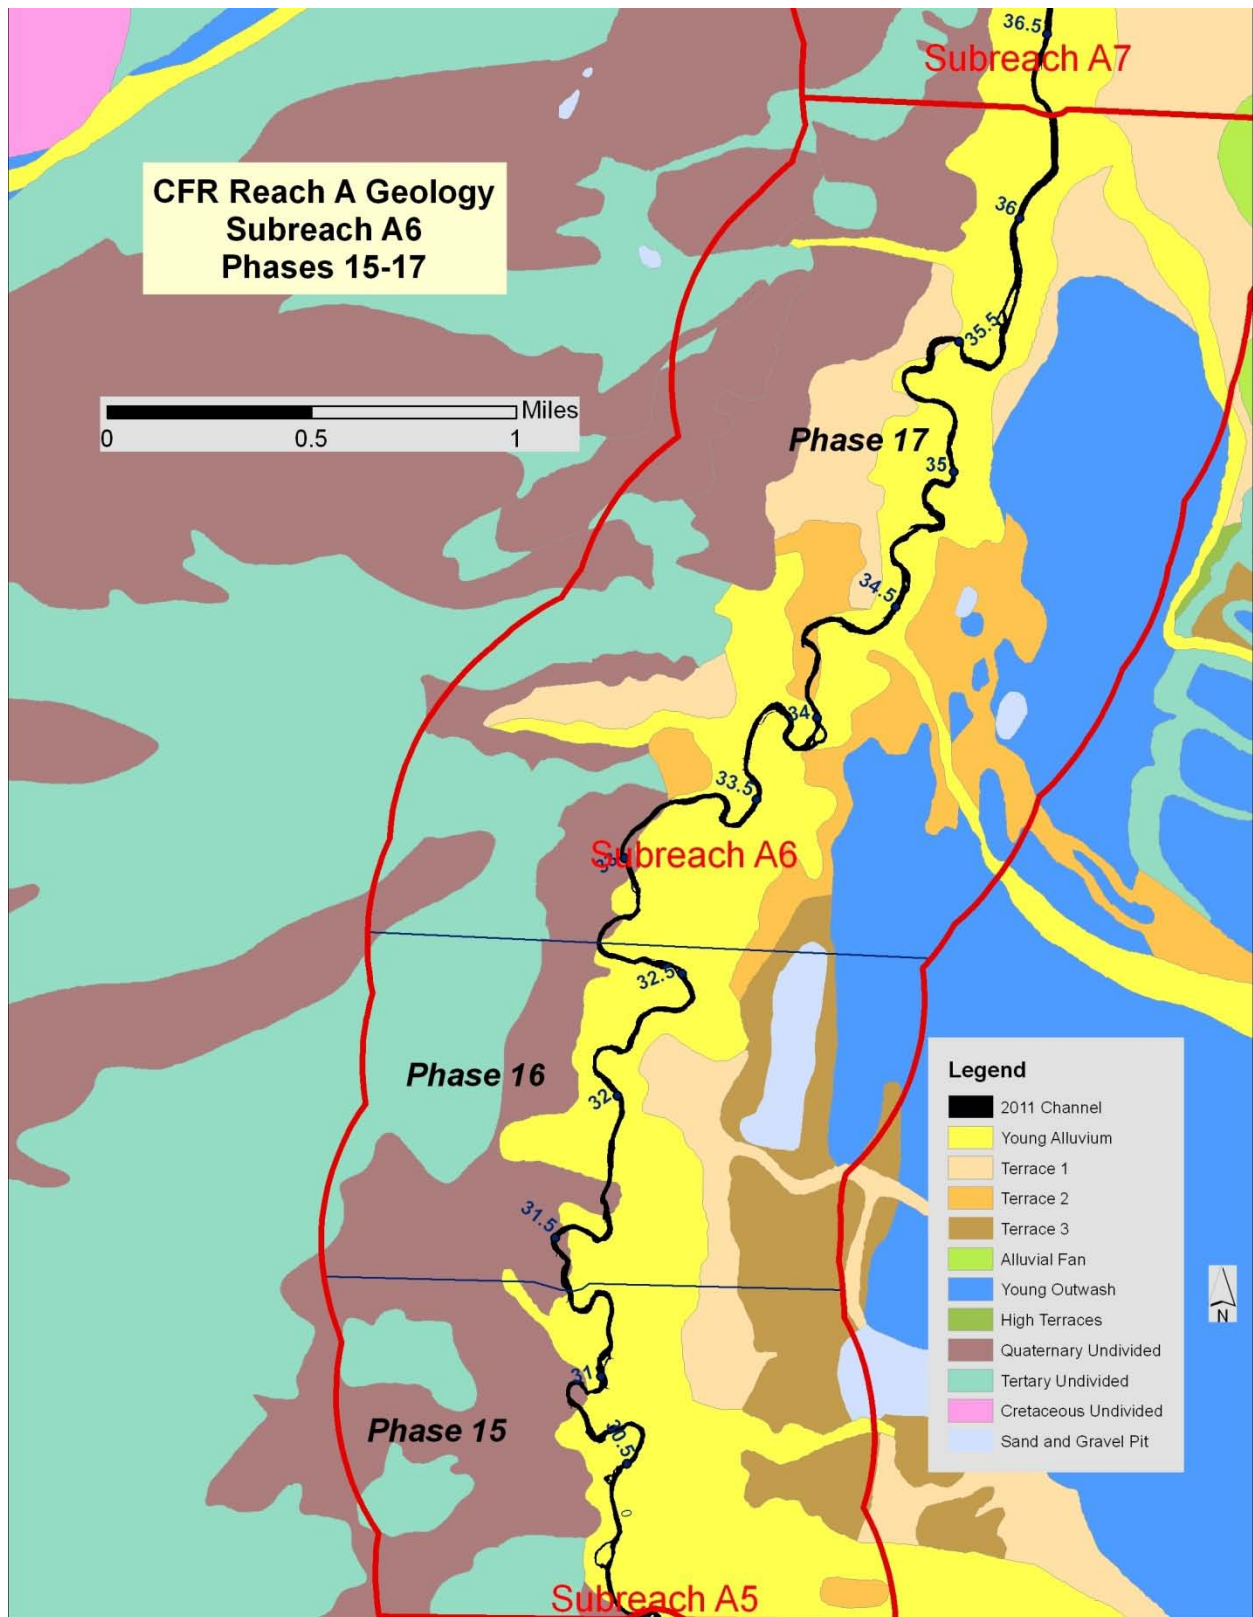 36.5
Subreach A7
CFR Reach A Geology
Subreach A6
Phases 15-17
36
35.5
Miles
0 0.5 1
Phase 17
35
34.5
34
33.5
Subreach A6
32.5
Phase 16
32
31.5
31
Phase 15
30.5
0
Subreach A5
Legend
2011 Channel
Young Alluvium
Terrace 1
Terrace 2
Terrace 3
Alluvial Fan
Young Outwash
High Terraces
Quaternary Undivided
Tertary Undivided
Cretaceous Undivided
Sand and Gravel Pit
N